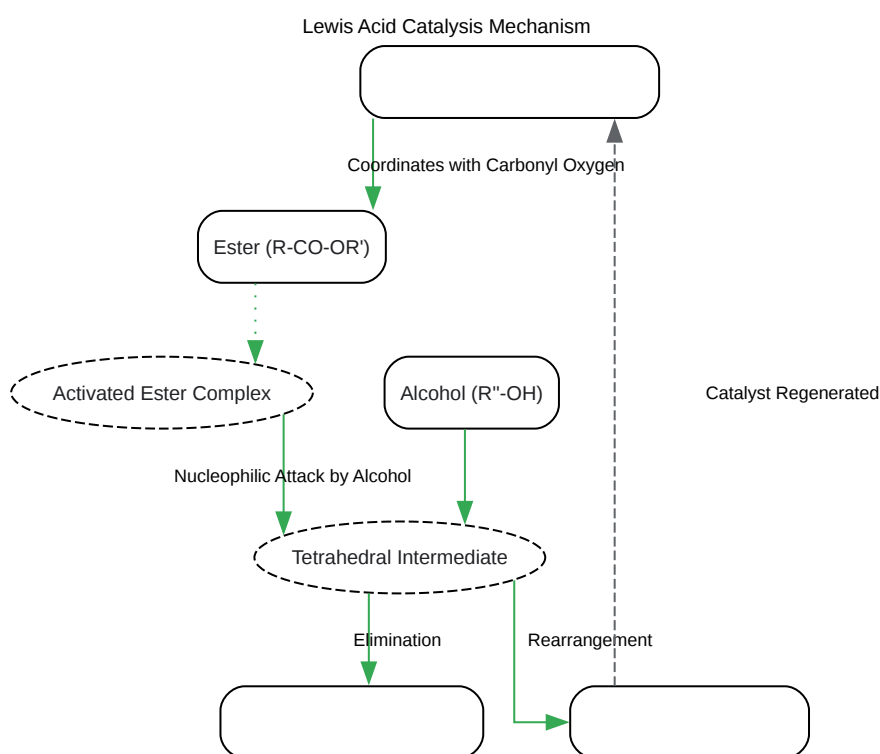 Lewis Acid Catalysis Mechanism
Coordinates with Carbonyl Oxygen
Ester (R-CO-OR')
Activated Ester Complex
Alcohol (R''-OH)
Catalyst Regenerated
Nucleophilic Attack by Alcohol
Tetrahedral Intermediate
Elimination
Rearrangement